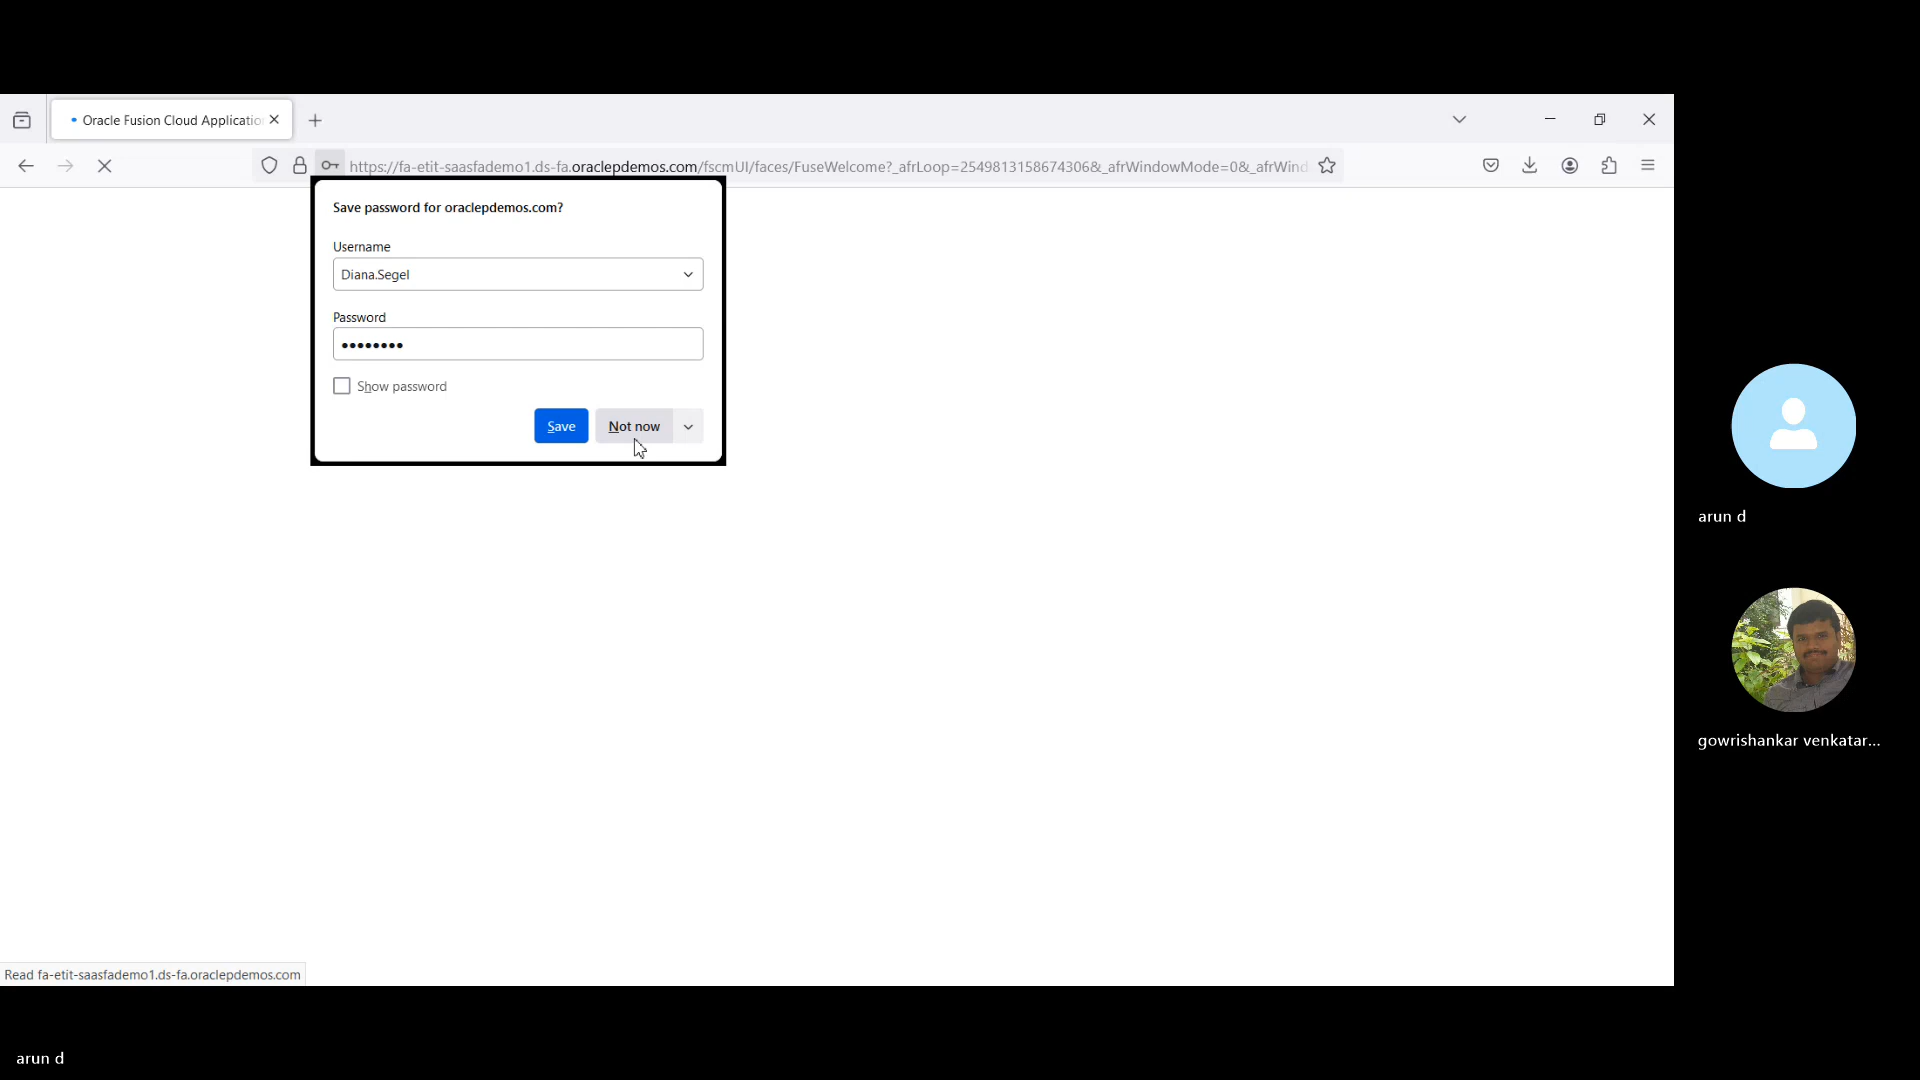 Oracle Fusion Cloud Applicatio
https://fa-etit-saasfademo1.ds-fa.oraclepdemos.com/fscmUI/faces/FuseWelcome?_afrLoop=2549813158674306&_afrWindowMode=0&_afrWind
Save password for oraclepdemos.com?
Username
Diana.Segel
Password
••••••••
Show password
Save
Not now
arun d
gowrishankar venkatar...
Read fa-etit-saasfademo1.ds-fa.oraclepdemos.com
arun d